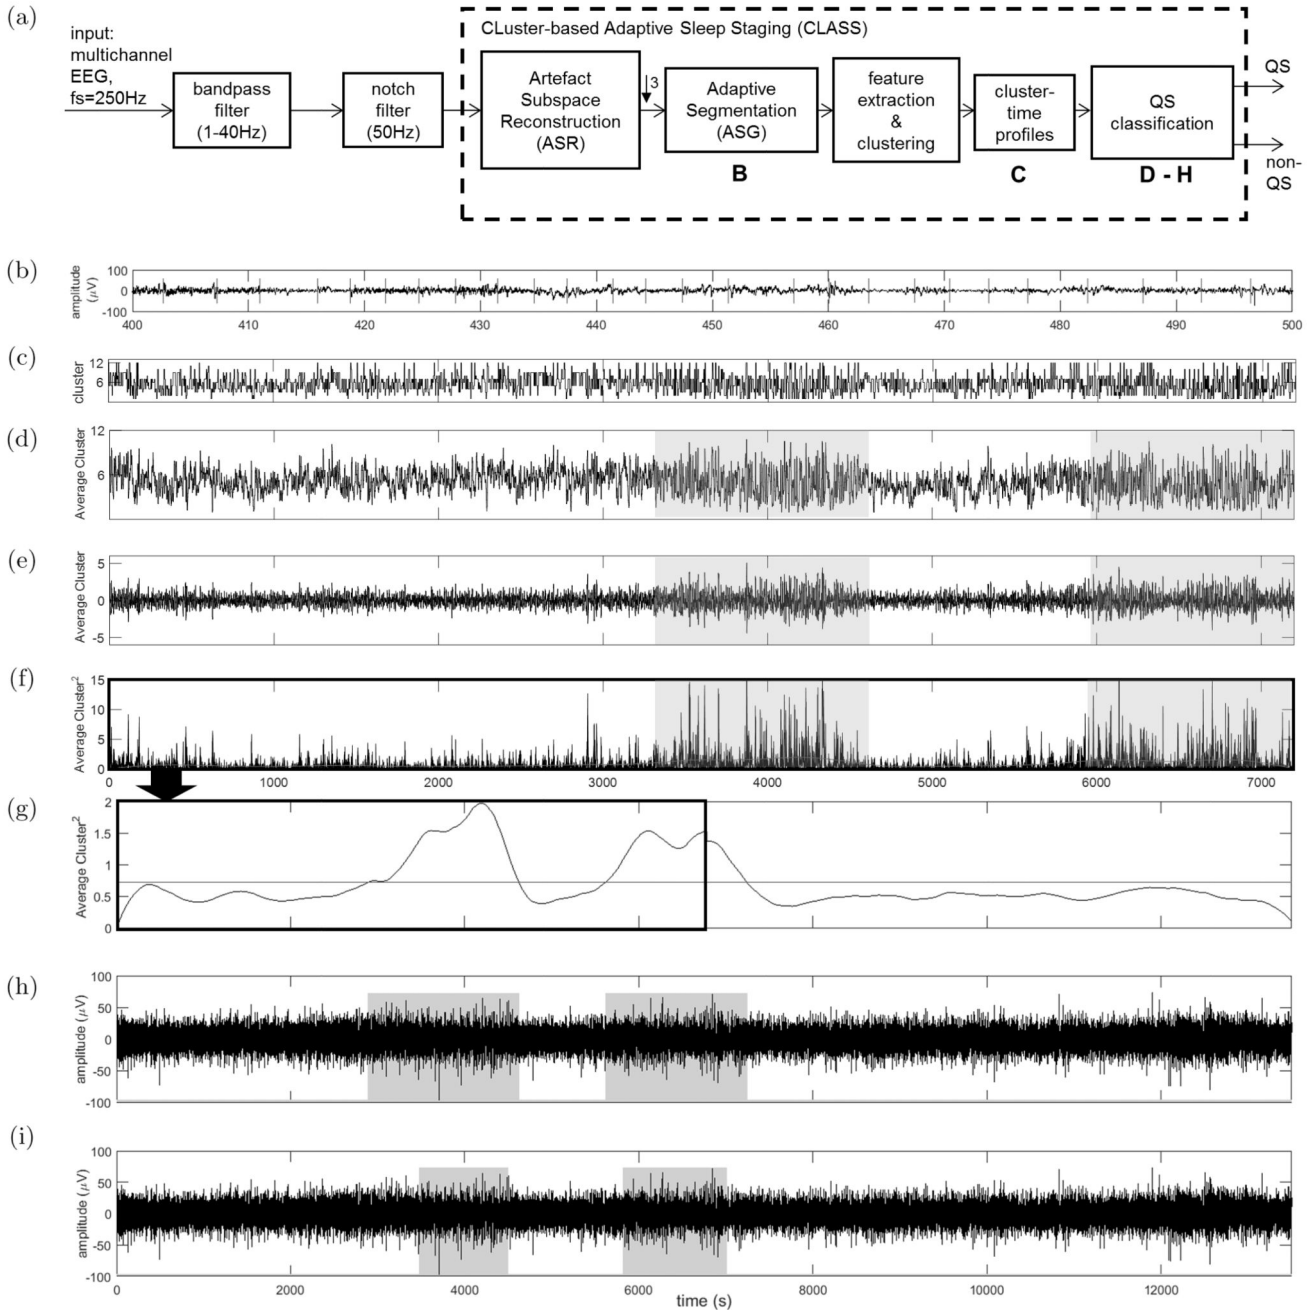 (a)
input:
multichannel
EEG,
fs=250Hz
bandpass
filter
(1-40Hz)
notch
filter
(50Hz)
CLuster-based Adaptive Sleep Staging (CLASS)
Artefact
Subspace
Reconstruction
(ASR)
3
Adaptive
Segmentation
(ASG)
B
feature
extraction
&
clustering
cluster-
time
profiles
C
QS
classification
D - H
QS
non-
QS
(b)
amplitude
(μV)
100
0
-100
400 410 420 430 440 450 460 470 480 490 500
(c)
cluster
12
6
(d)
Average Cluster
12
6
(e)
Average Cluster
5
0
-5
(f)
Average Cluster²
15
10
5
0
0 1000 2000 3000 4000 5000 6000 7000
(g)
Average Cluster²
2
1.5
1
0.5
0
(h)
amplitude (μV)
100
50
0
-50
-100
(i)
amplitude (μV)
100
50
0
-50
-100
0 2000 4000 6000 8000 10000 12000
time (s)